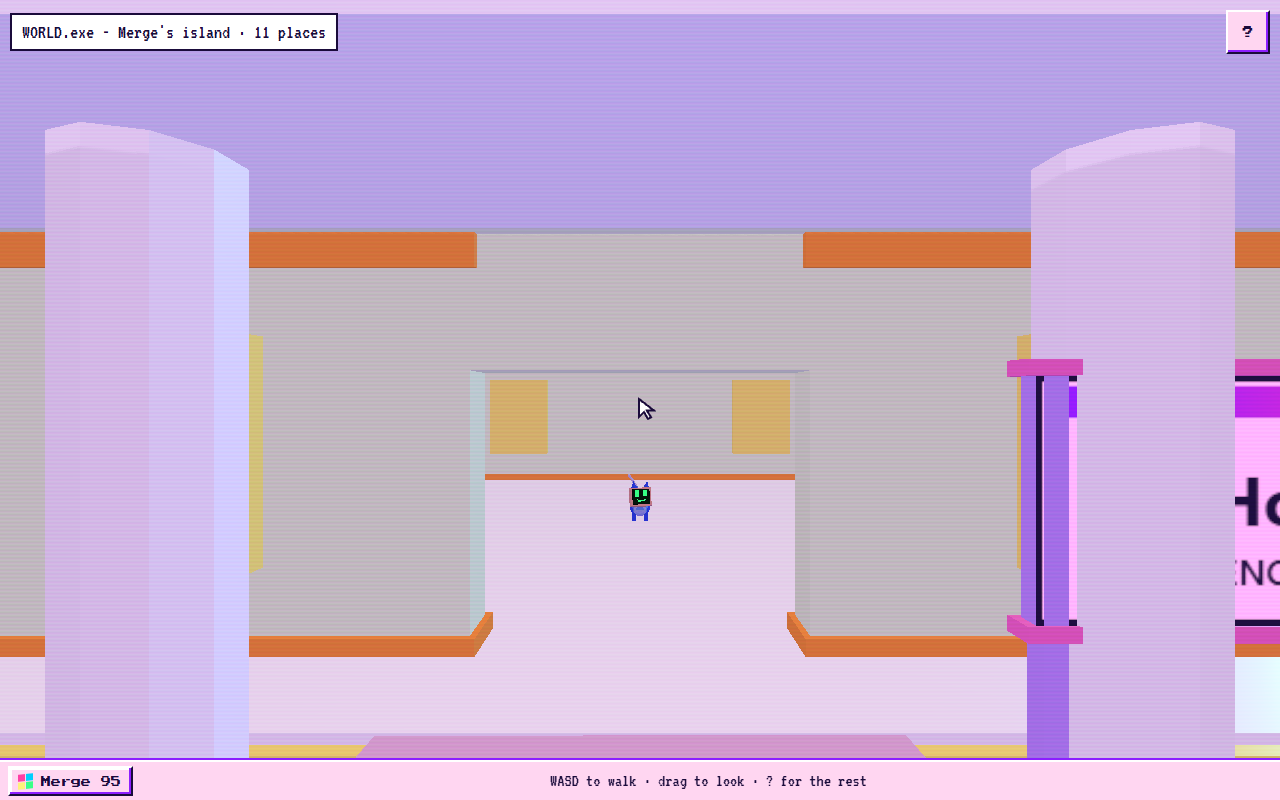 WORLD.exe - Merge's island · 11 places
?
Merge 95
WASD to walk · drag to look · ? for the rest